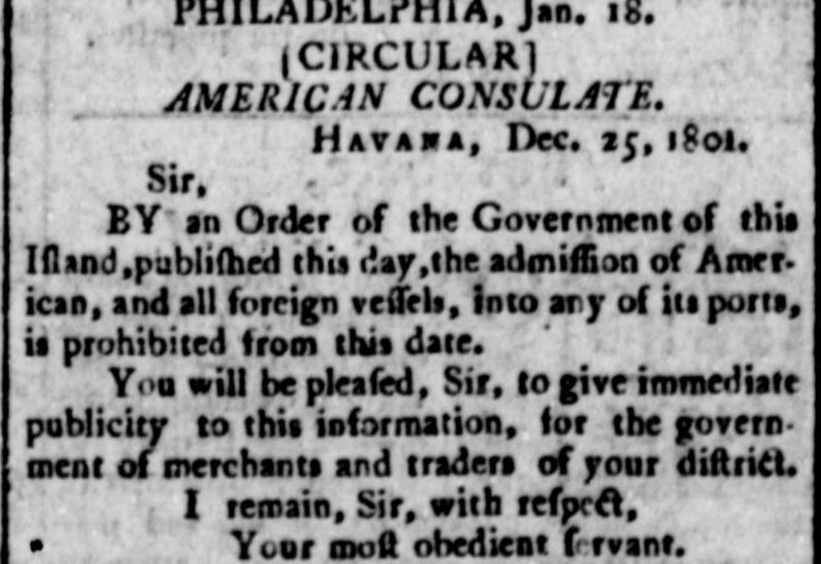 PHILADELPHIA, Jan. 18.
(CIRCULAR)
AMERICAN CONSULATE.
HAVANA, Dec. 25, 1801.
Sir,
BY an Order of the Government of this
Iſland,publiſhed this day,the admiſſion of Amer-
ican, and all foreign veſſels, into any of its ports,
is prohibited from this date.
You will be pleaſed, Sir, to give immediate
publicity to this information, for the govern-
ment of merchants and traders of your diſtrict.
I remain, Sir, with reſpect,
Your moſt obedient ſervant.